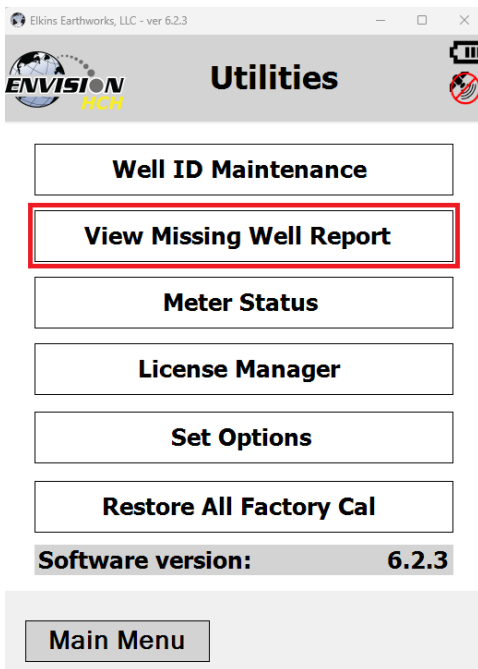 Elkins Earthworks, LLC - ver 6.2.3
ENVISION
HCH
Utilities
Well ID Maintenance
View Missing Well Report
Meter Status
License Manager
Set Options
Restore All Factory Cal
Software version: 6.2.3
Main Menu